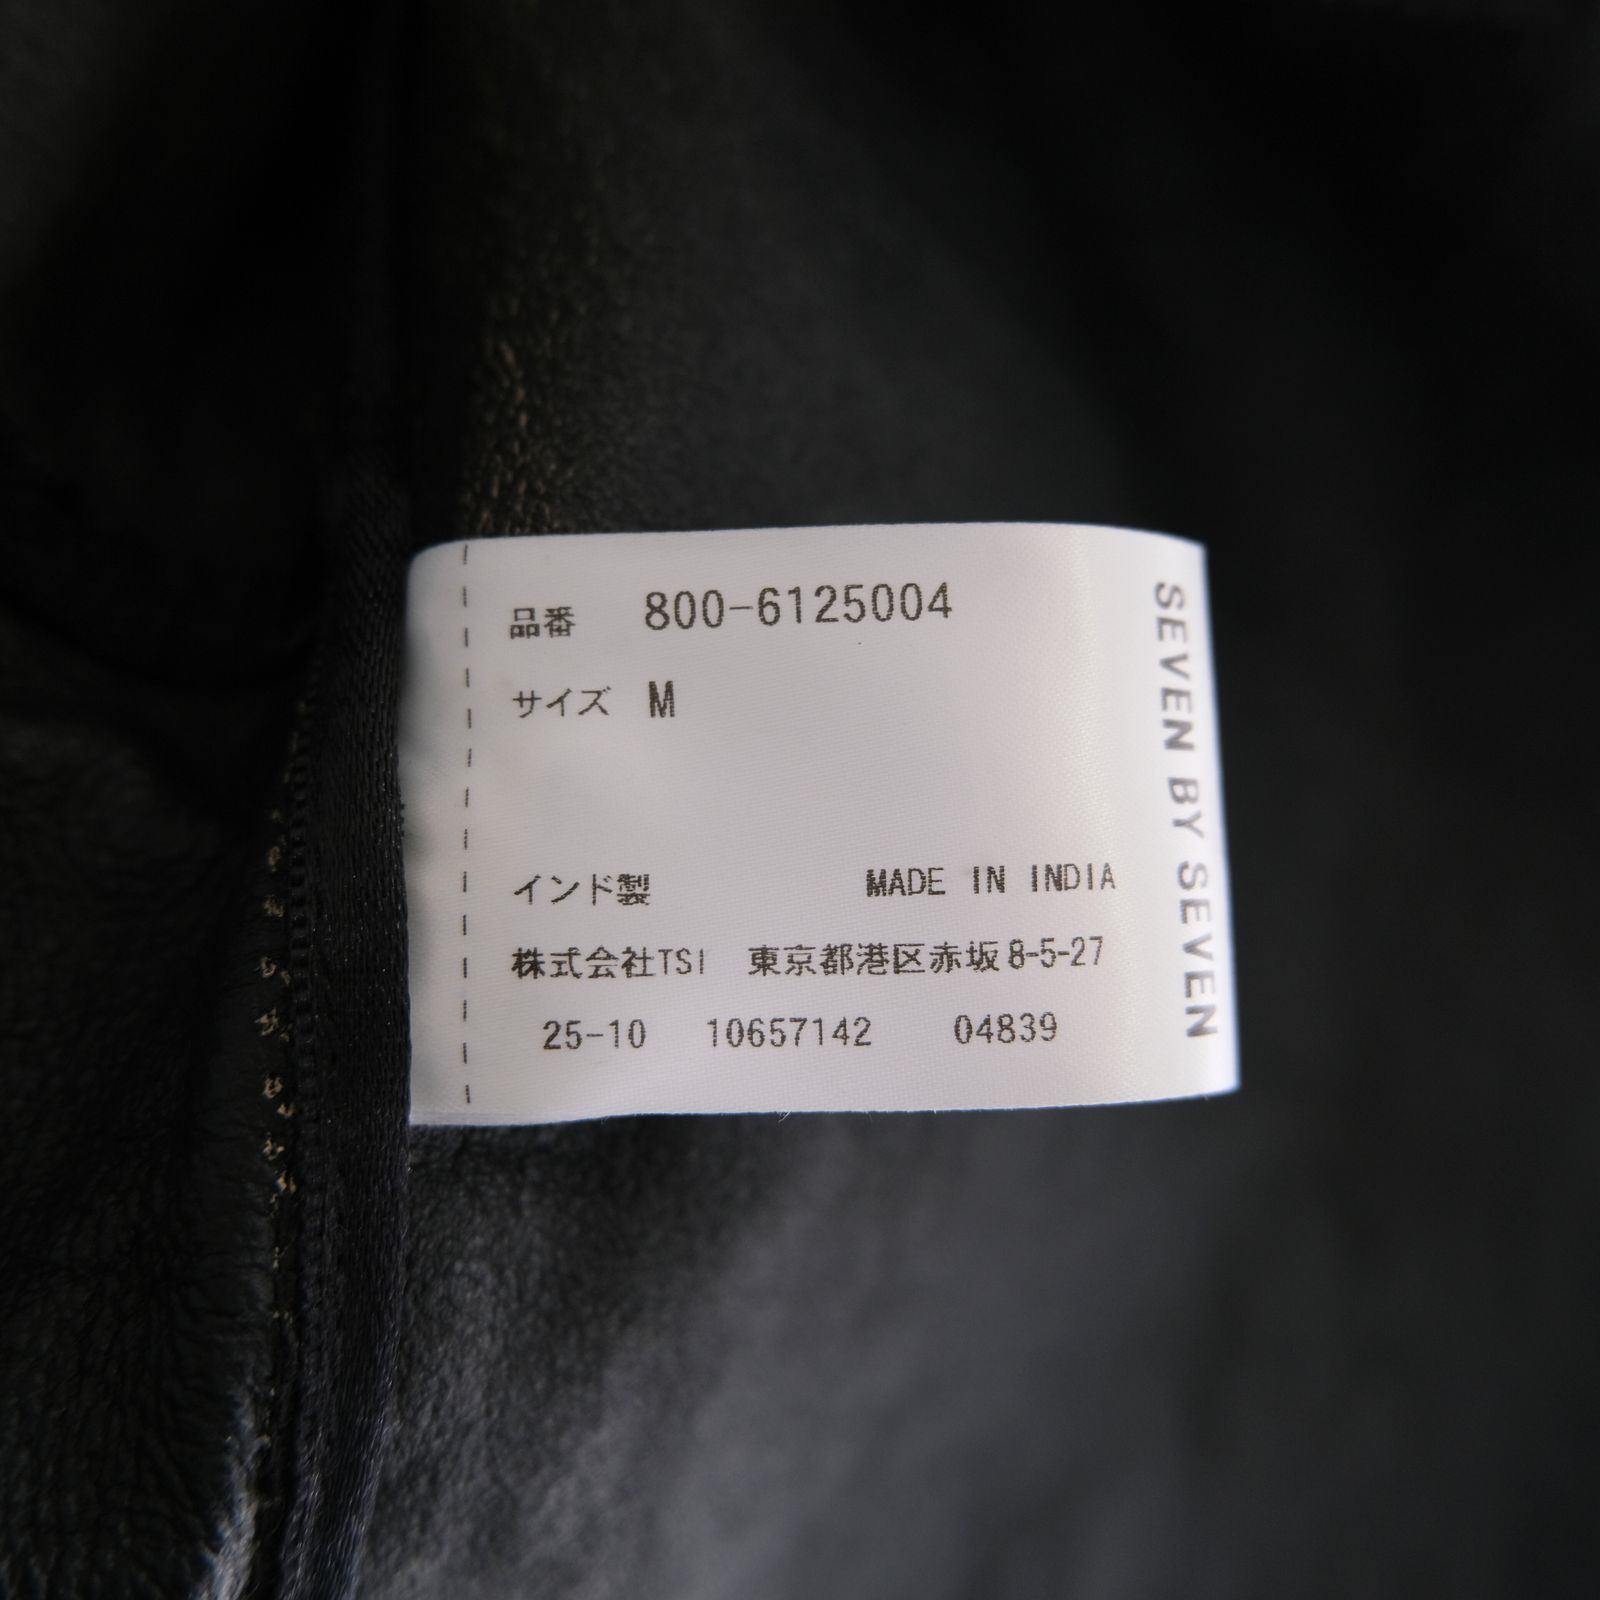 品番 800-6125004
サイズ M
インド製 MADE IN INDIA
株式会社TSI 東京都港区赤坂8-5-27
25-10 10657142 04839
SEVEN BY SEVEN